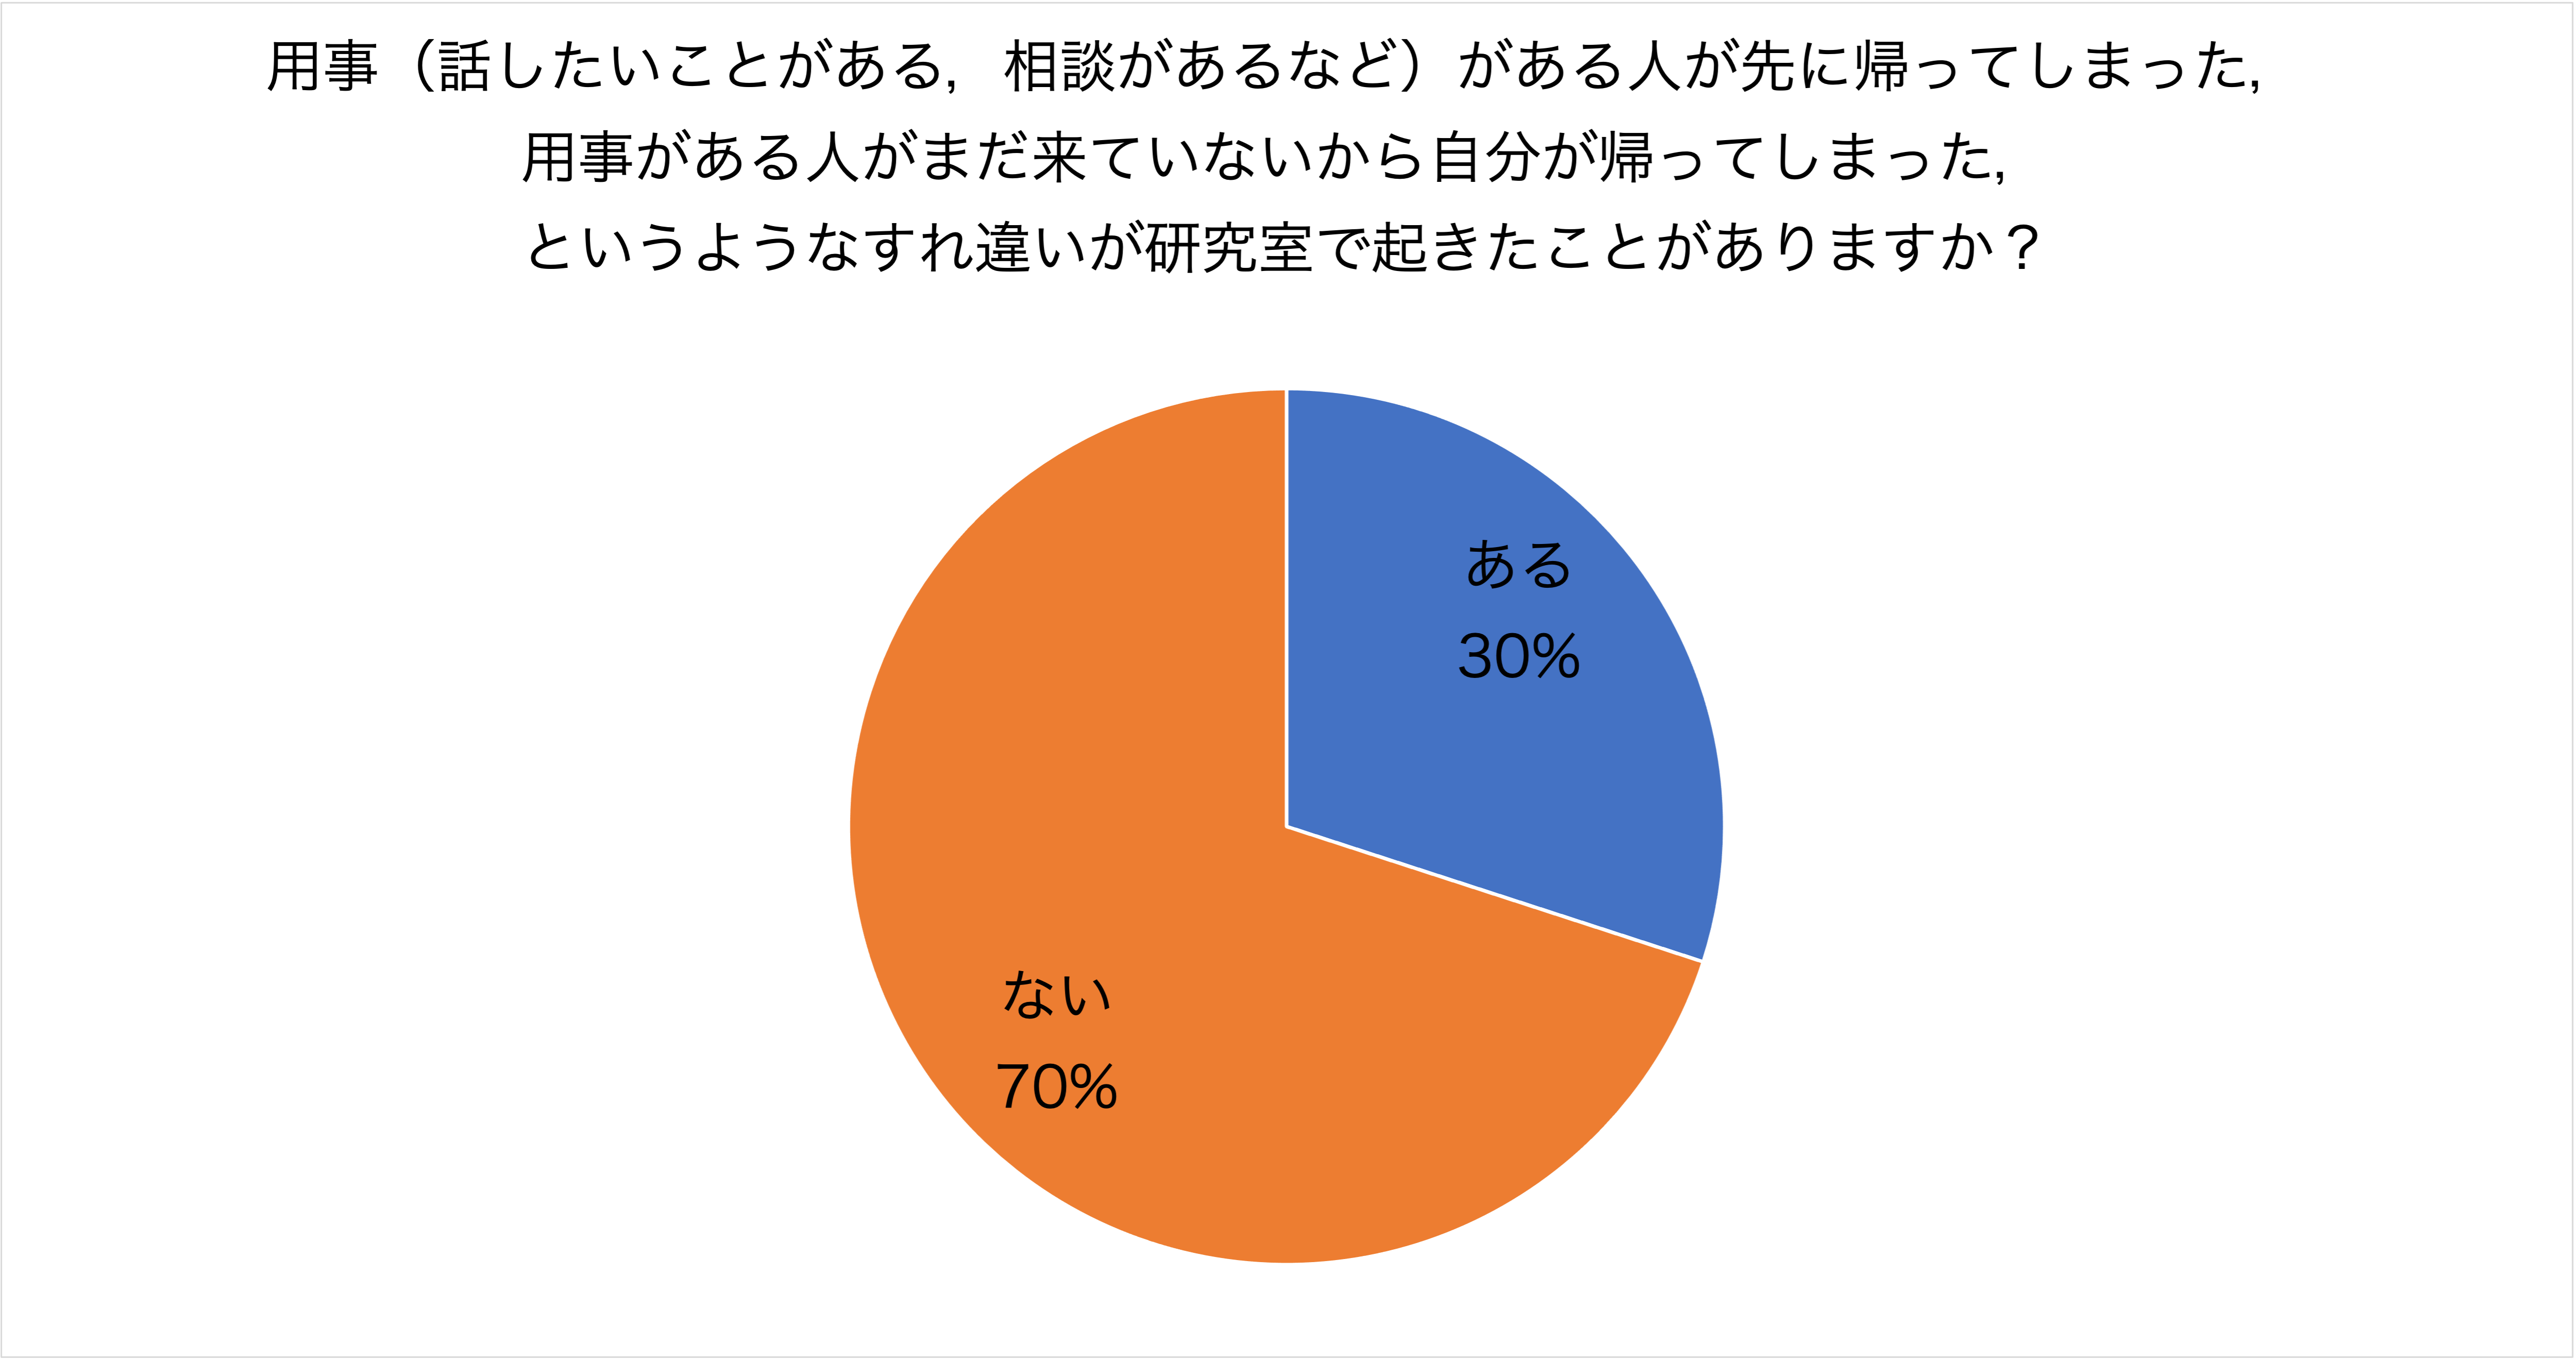 用事（話したいことがある，相談があるなど）がある人が先に帰ってしまった，
用事がある人がまだ来ていないから自分が帰ってしまった，
というようなすれ違いが研究室で起きたことがありますか？
ある
30%
ない
70%